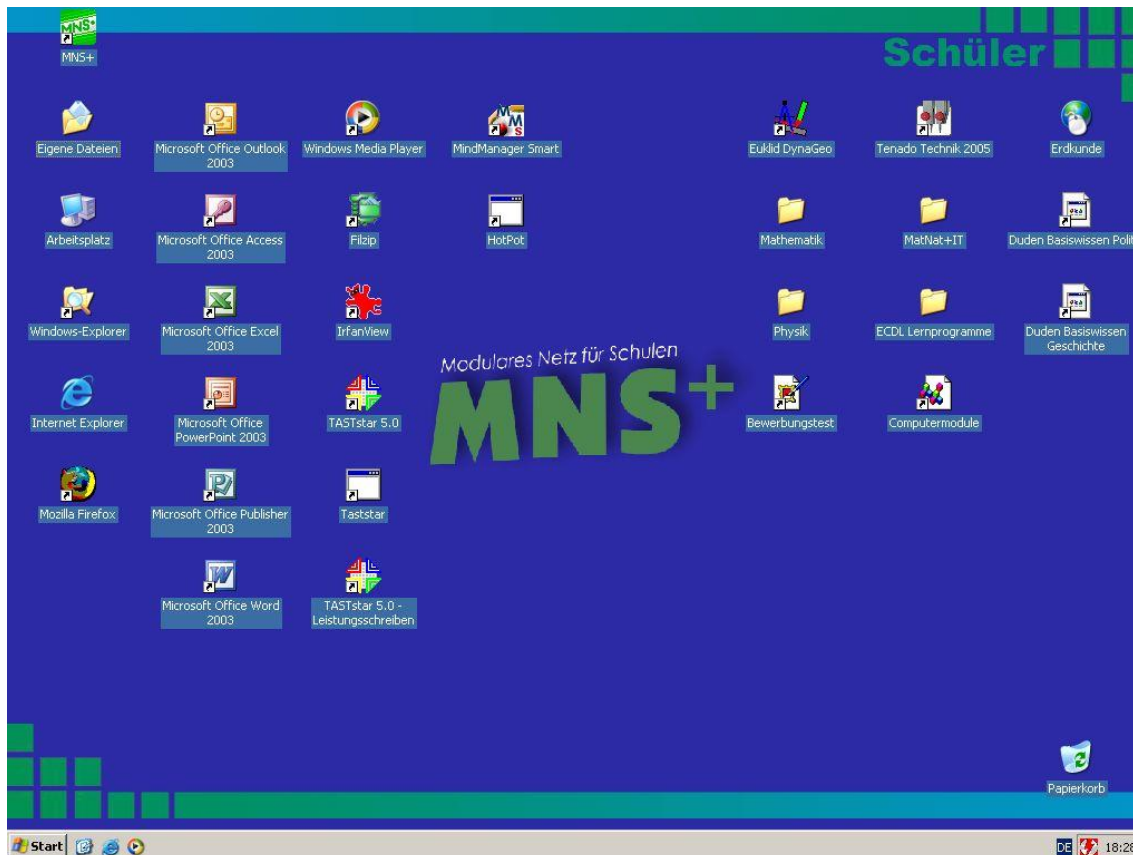 MNS+
Schüler
Eigene Dateien
Microsoft Office Outlook
2003
Windows Media Player
MindManager Smart
Euklid DynaGeo
Tenado Technik 2005
Erdkunde
Arbeitsplatz
Microsoft Office Access
2003
Filzip
HotPot
Mathematik
MatNat+IT
Duden Basiswissen Polit
Windows-Explorer
Microsoft Office Excel
2003
IrfanView
Physik
ECDL Lernprogramme
Duden Basiswissen
Geschichte
Modulares Netz für Schulen
MNS+
Internet Explorer
Microsoft Office
PowerPoint 2003
TASTstar 5.0
Bewerbungstest
Computermodule
Mozilla Firefox
Microsoft Office Publisher
2003
Taststar
Microsoft Office Word
2003
TASTstar 5.0 -
Leistungsschreiben
Papierkorb
Start
DE
18:28